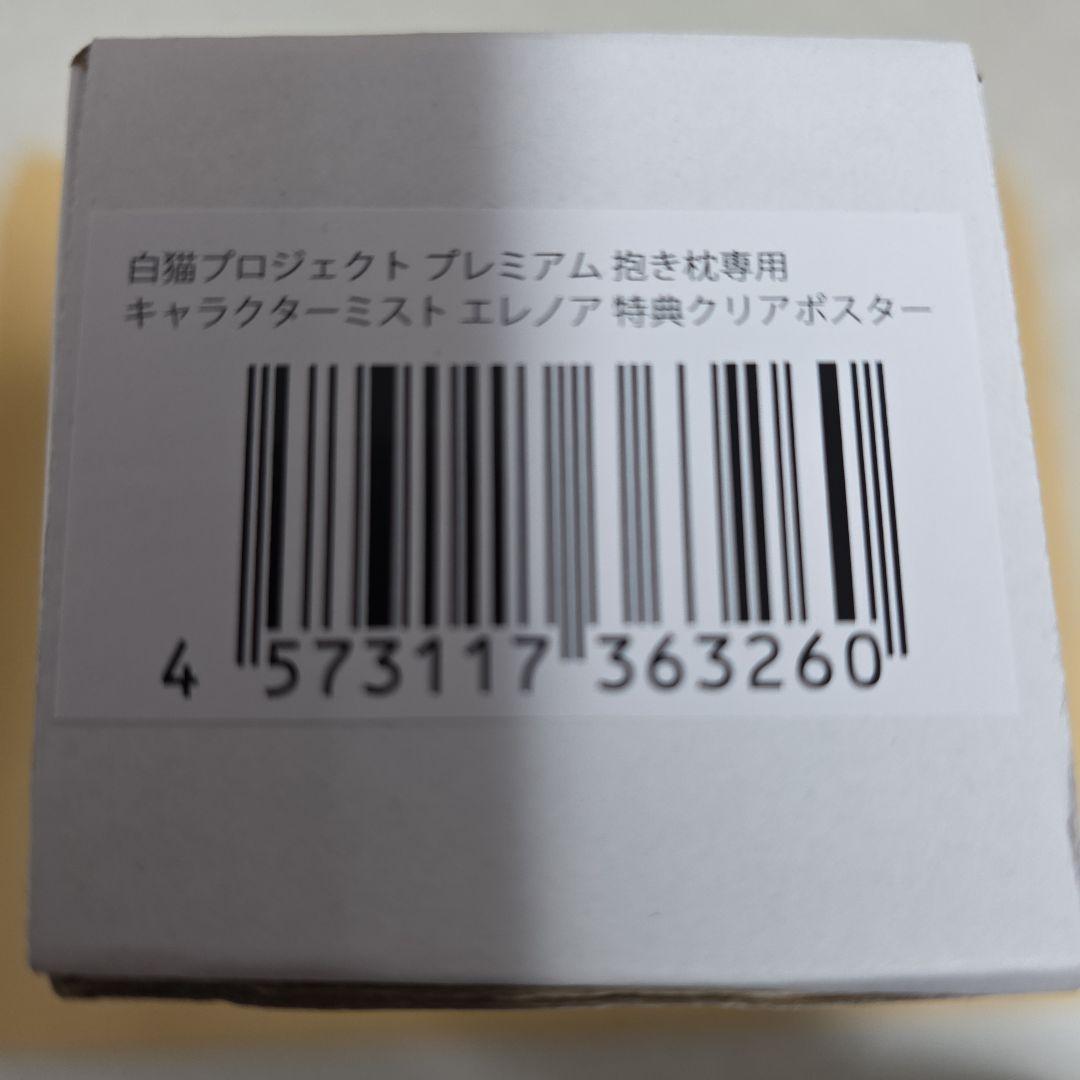 白猫プロジェクト プレミアム 抱き枕専用
キャラクターミスト エレノア 特典クリアポスター
4 573117 363260